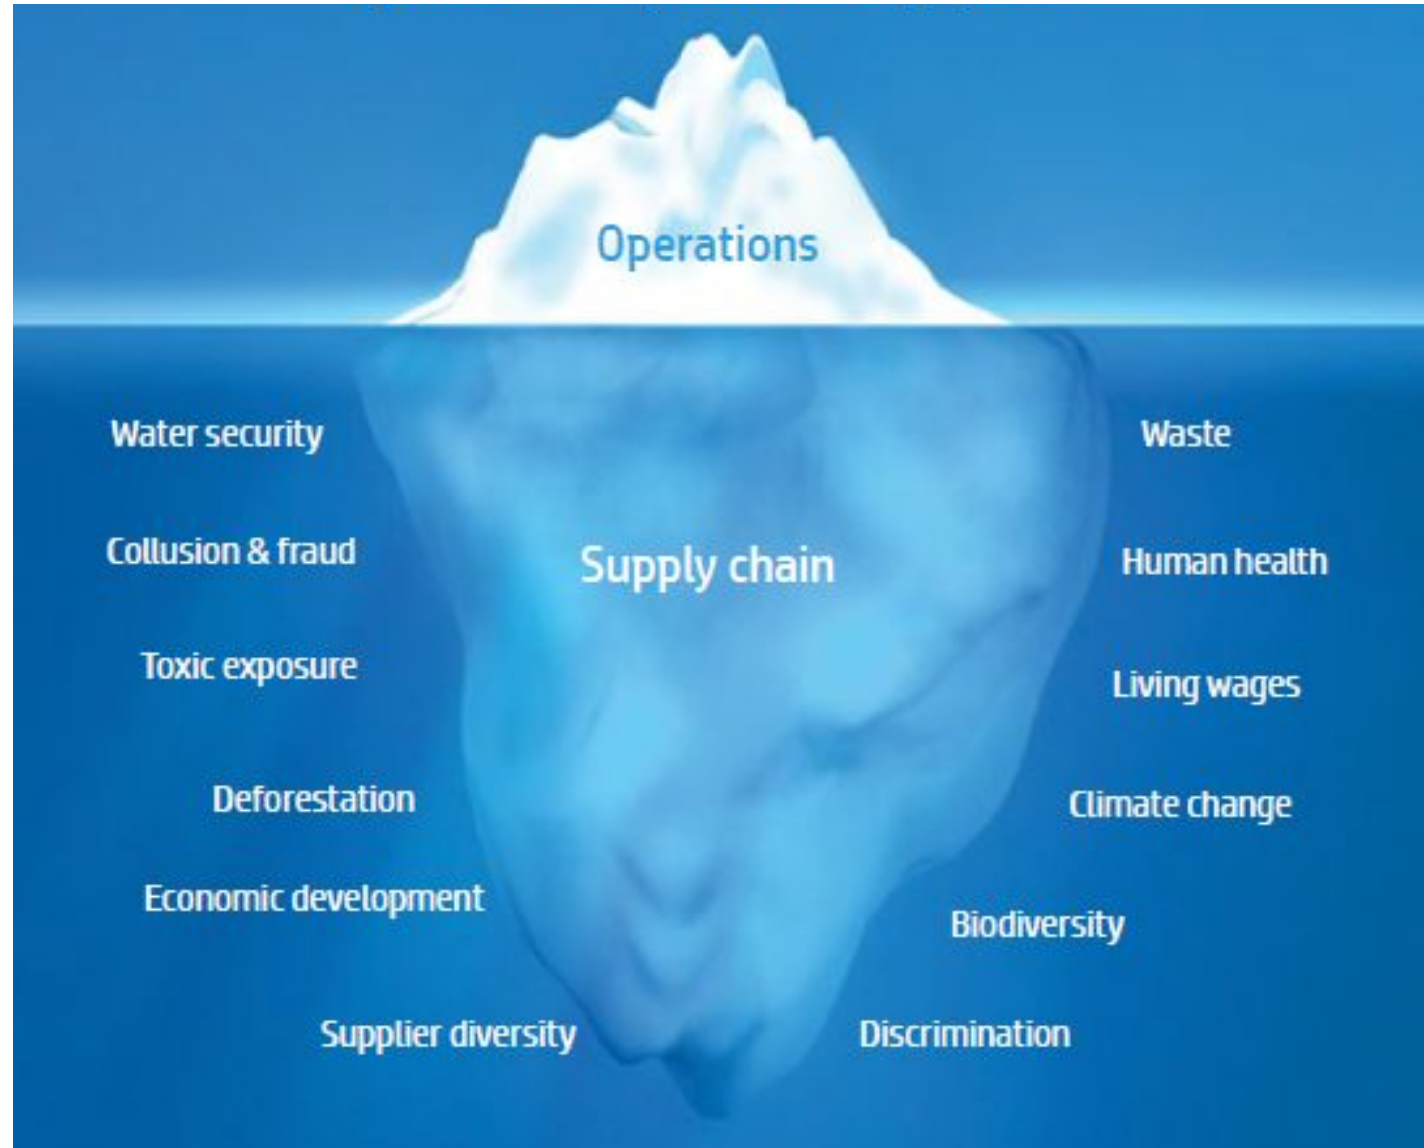 Operations
Water security
Waste
Collusion & fraud
Supply chain
Human health
Toxic exposure
Living wages
Deforestation
Climate change
Economic development
Biodiversity
Supplier diversity
Discrimination